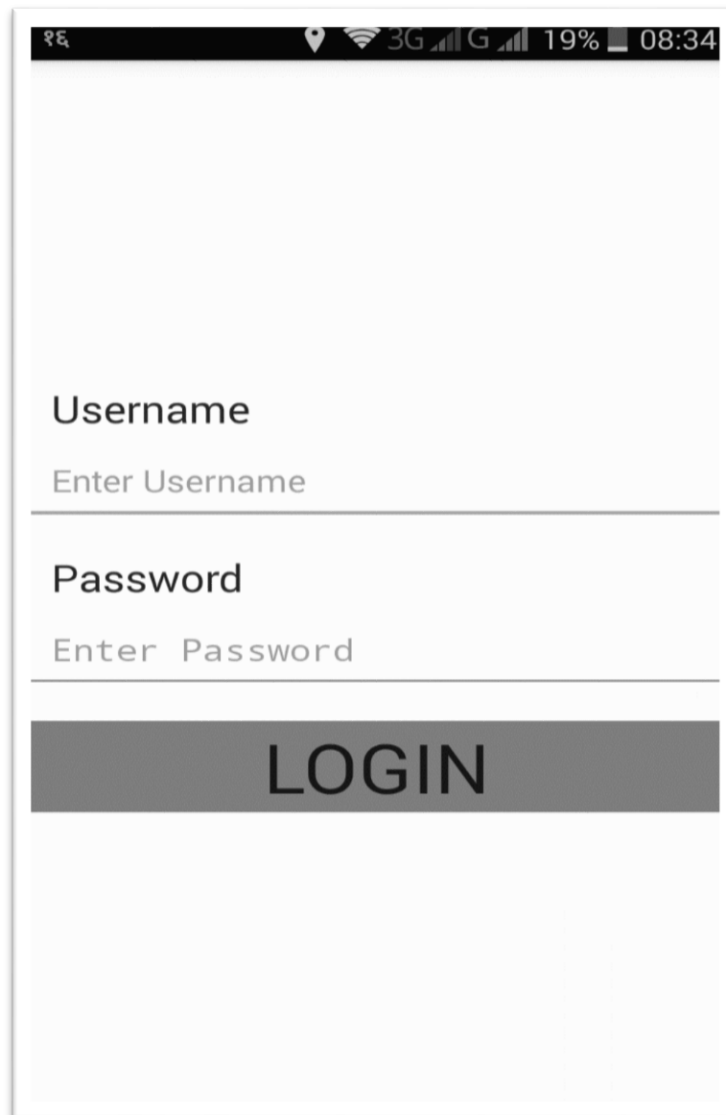 १६ 3G G 19% 08:34
Username
Enter Username
Password
Enter Password
LOGIN